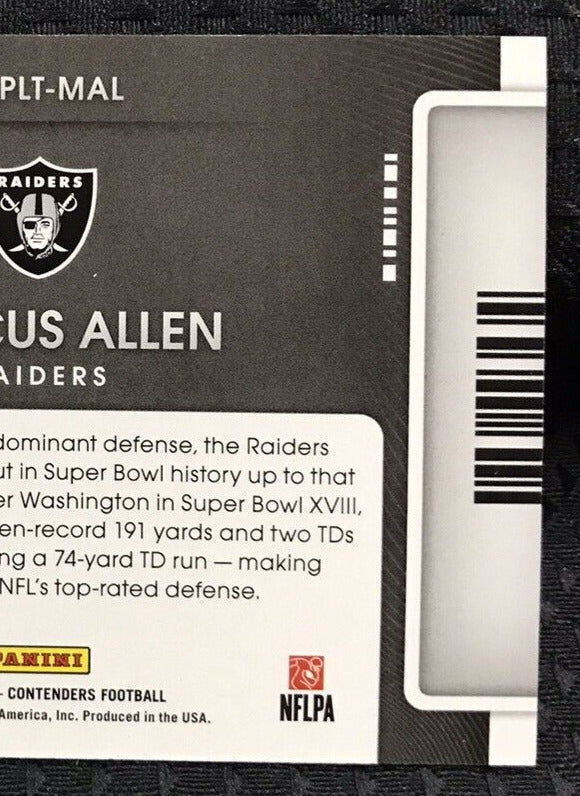 PLT-MAL
RAIDERS
CUS ALLEN
AIDERS
dominant defense, the Raiders
ut in Super Bowl history up to that
er Washington in Super Bowl XVIII,
en-record 191 yards and two TDs
ng a 74-yard TD run — making
NFL's top-rated defense.
PANINI
- CONTENDERS FOOTBALL
America, Inc. Produced in the USA.
NFLPA